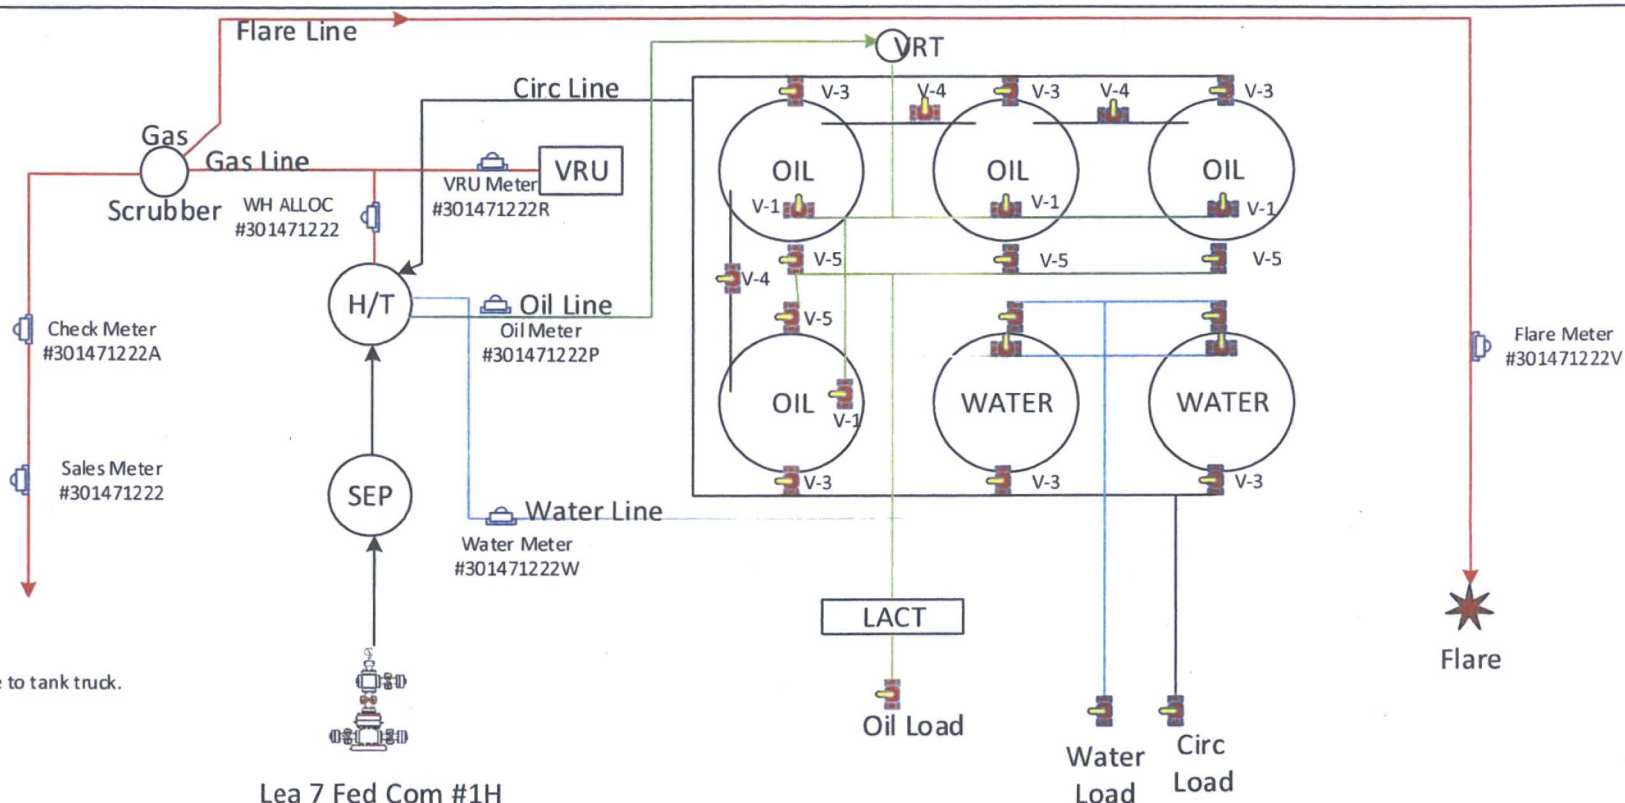 Flare Line
VRT
Circ Line
V-3
V-4
V-3
V-4
V-3
Gas
Scrubber
Gas Line
VRU
VRU Meter
#301471222R
WH ALLOC
#301471222
OIL
OIL
OIL
V-1
V-1
V-1
V-5
V-5
V-5
V-4
H/T
Oil Line
Oil Meter
#301471222P
V-5
Check Meter
#301471222A
Flare Meter
#301471222V
OIL
V-1
WATER
WATER
Sales Meter
#301471222
SEP
V-3
V-3
V-3
Water Line
Water Meter
#301471222W
LACT
Flare
to tank truck.
Oil Load
Water
Load
Circ
Load
Lea 7 Fed Com #1H